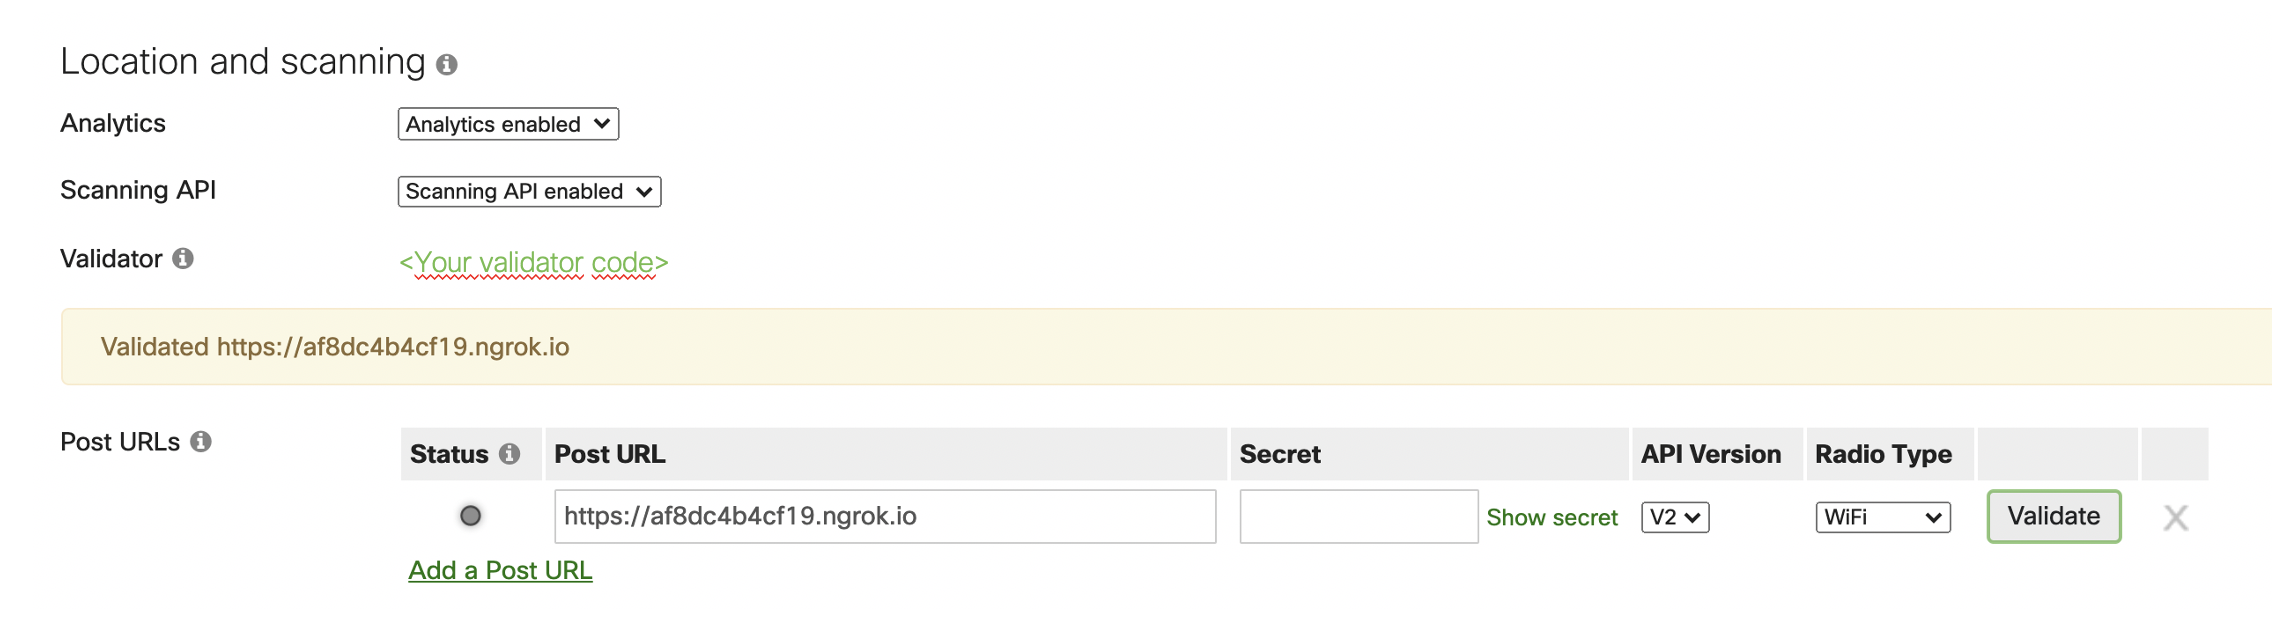 Location and scanning
Analytics Analytics enabled
Scanning API Scanning API enabled
Validator <Your validator code>
Validated https://af8dc4b4cf19.ngrok.io
Post URLs Status Post URL Secret API Version Radio Type
https://af8dc4b4cf19.ngrok.io Show secret V2 WiFi Validate X
Add a Post URL